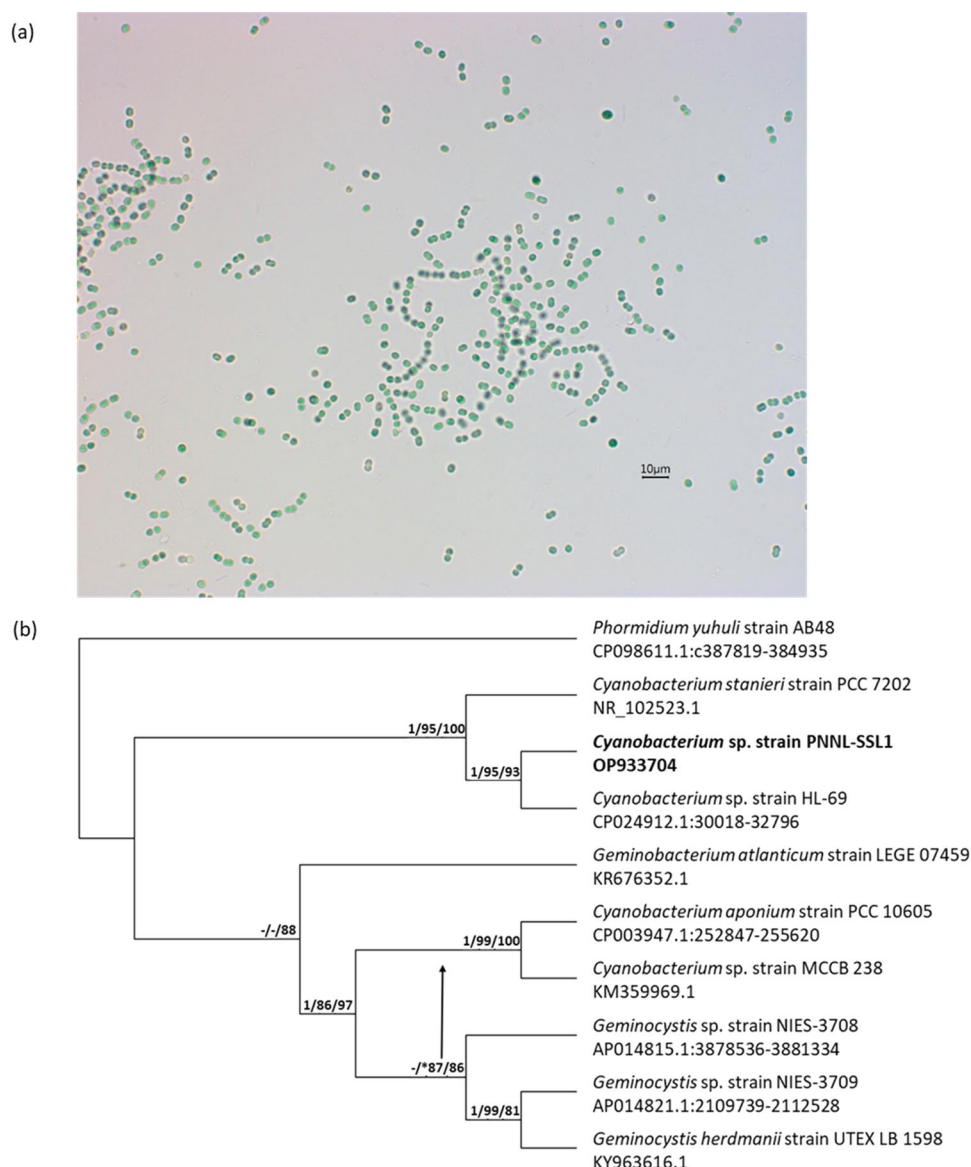 (a)
10µm
(b)
Phormidium yuhuli strain AB48
CP098611.1:c387819-384935
Cyanobacterium stanieri strain PCC 7202
NR_102523.1
1/95/100
Cyanobacterium sp. strain PNNL-SSL1
OP933704
1/95/93
Cyanobacterium sp. strain HL-69
CP024912.1:30018-32796
Geminobacterium atlanticum strain LEGE 07459
KR676352.1
-/-/88
Cyanobacterium aponium strain PCC 10605
CP003947.1:252847-255620
1/99/100
Cyanobacterium sp. strain MCCB 238
KM359969.1
1/86/97
Geminocystis sp. strain NIES-3708
AP014815.1:3878536-3881334
-/*87/86
Geminocystis sp. strain NIES-3709
AP014821.1:2109739-2112528
1/99/81
Geminocystis herdmanii strain UTEX LB 1598
KY963616.1